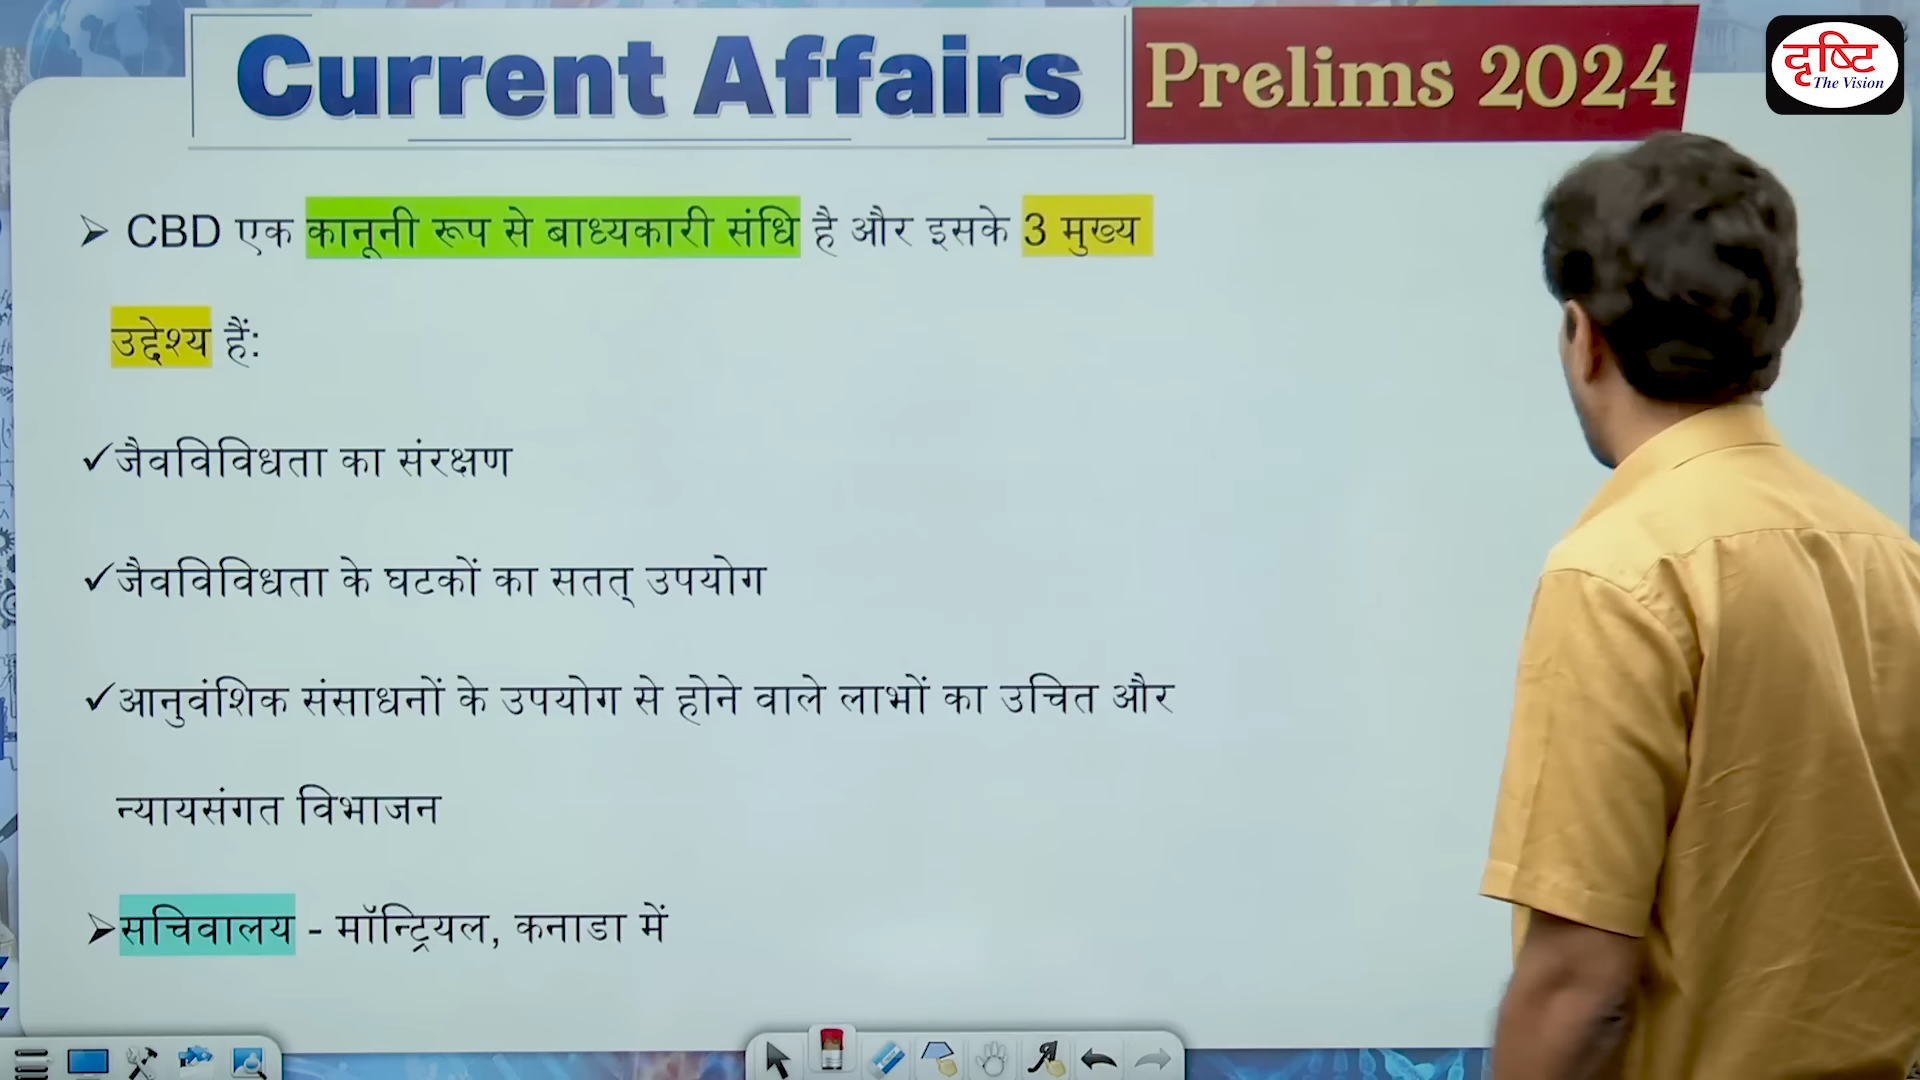 Current Affairs Prelims 2024
दृष्टि
The Vision
➢ CBD एक कानूनी रूप से बाध्यकारी संधि है और इसके 3 मुख्य
उद्देश्य हैं:
✓जैवविविधता का संरक्षण
✓जैवविविधता के घटकों का सतत् उपयोग
✓आनुवंशिक संसाधनों के उपयोग से होने वाले लाभों का उचित और
न्यायसंगत विभाजन
➢सचिवालय - मॉन्ट्रियल, कनाडा में